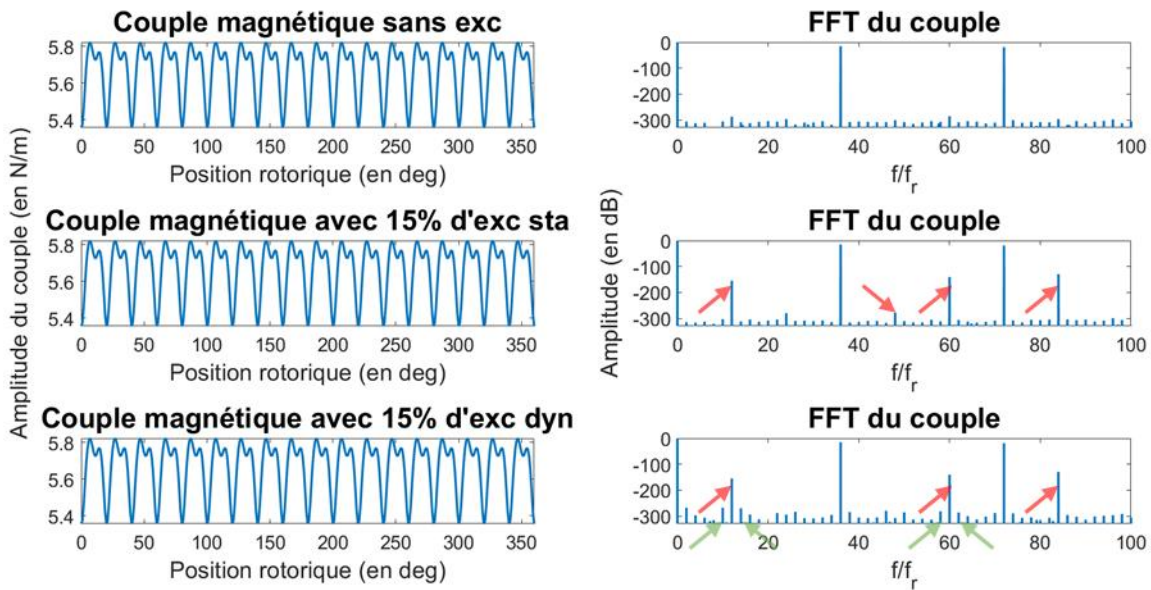 Couple magnétique sans exc
5.8
5.6
5.4
0 50 100 150 200 250 300 350
Position rotorique (en deg)
FFT du couple
0
-100
-200
-300
0 20 40 60 80 100
f/fr
Amplitude du couple (en N/m)
Couple magnétique avec 15% d'exc sta
5.8
5.6
5.4
0 50 100 150 200 250 300 350
Position rotorique (en deg)
Amplitude (en dB)
FFT du couple
0
-100
-200
-300
0 20 40 60 80 100
f/fr
Couple magnétique avec 15% d'exc dyn
5.8
5.6
5.4
0 50 100 150 200 250 300 350
Position rotorique (en deg)
FFT du couple
0
-100
-200
-300
0 20 40 60 80 100
f/fr